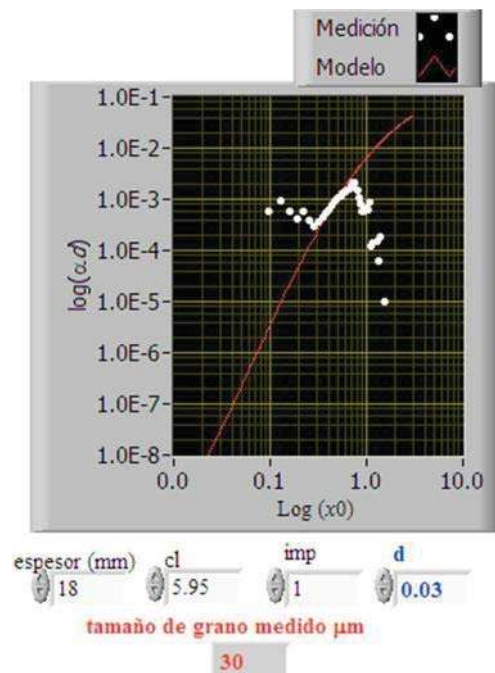 Medición
Modelo
1.0E-1
1.0E-2
1.0E-3
1.0E-4
1.0E-5
1.0E-6
1.0E-7
1.0E-8
log(α.d)
0.0 0.1 1.0 10.0
Log (x0)
espesor (mm) cl imp d
18 5.95 1 0.03
tamaño de grano medido µm
30